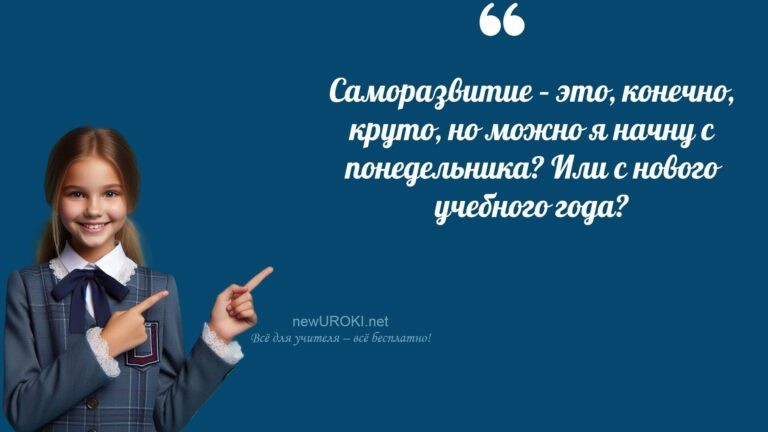 “
Саморазвитие - это, конечно,
круто, но можно я начну с
понедельника? Или с нового
учебного года?
newUROKI.net
Всё для учителя – всё бесплатно!